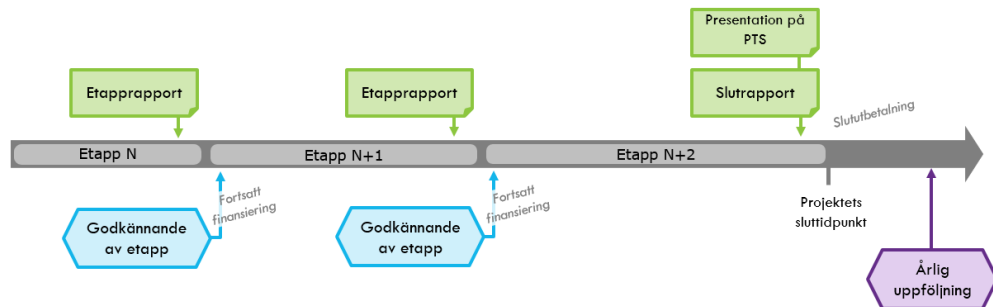 Presentation på
PTS
Etapprapport
Etapprapport
Slutrapport
Slututbetalning
Etapp N
Etapp N+1
Etapp N+2
Fortsatt
finansiering
Fortsatt
finansiering
Godkännande
av etapp
Godkännande
av etapp
Projektets
sluttidpunkt
Årlig
uppföljning